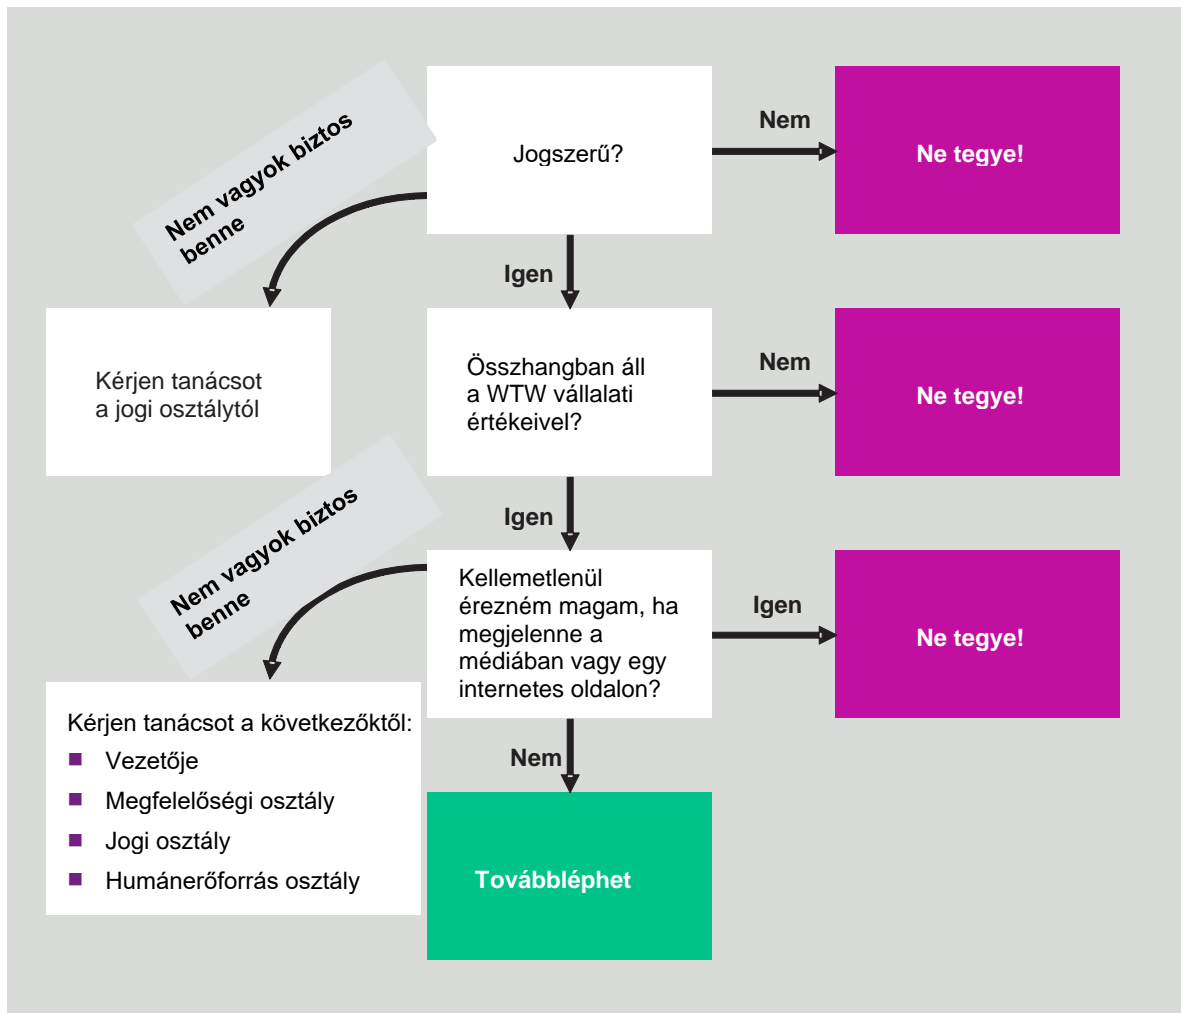 Nem vagyok biztos
benne
Jogszerű?
Nem
Ne tegye!
Igen
Kérjen tanácsot
a jogi osztálytól
Összhangban áll
a WTW vállalati
értékeivel?
Nem
Ne tegye!
Nem vagyok biztos
benne
Igen
Kellemetlenül
érezném magam, ha
megjelenne a
médiában vagy egy
internetes oldalon?
Igen
Ne tegye!
Kérjen tanácsot a következőktől:
Vezetője
Megfelelőségi osztály
Jogi osztály
Humánerőforrás osztály
Nem
Továbbléphet